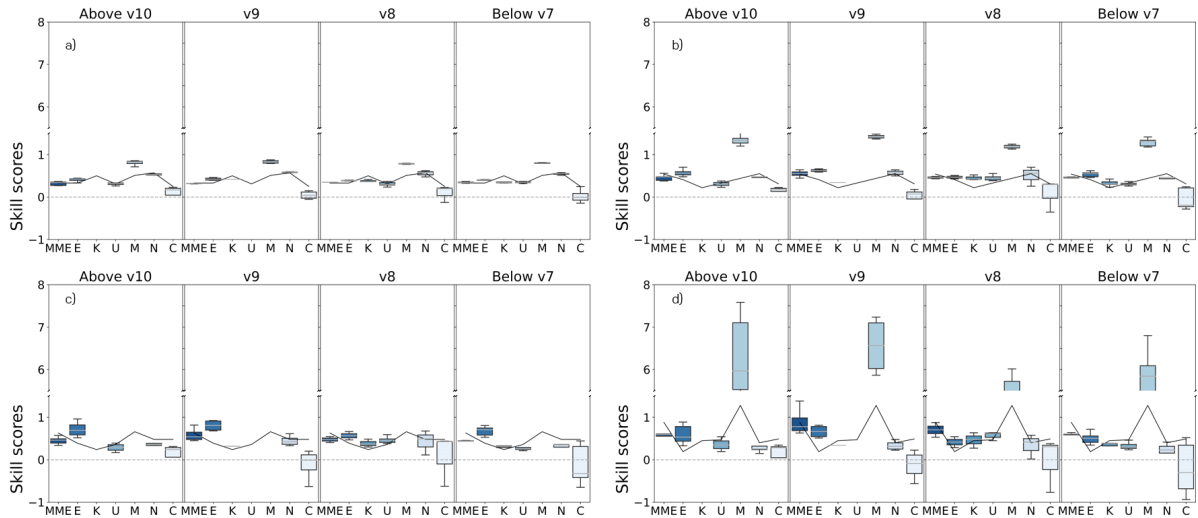 Above v10 v9 v8 Below v7
a)
Skill scores
8
7
6
1
0
−1
MME E K U M N C MME E K U M N C MME E K U M N C MME E K U M N C
Above v10 v9 v8 Below v7
b)
Skill scores
8
7
6
1
0
−1
MME E K U M N C MME E K U M N C MME E K U M N C MME E K U M N C
Above v10 v9 v8 Below v7
c)
Skill scores
8
7
6
1
0
−1
MME E K U M N C MME E K U M N C MME E K U M N C MME E K U M N C
Above v10 v9 v8 Below v7
d)
Skill scores
8
7
6
1
0
−1
MME E K U M N C MME E K U M N C MME E K U M N C MME E K U M N C